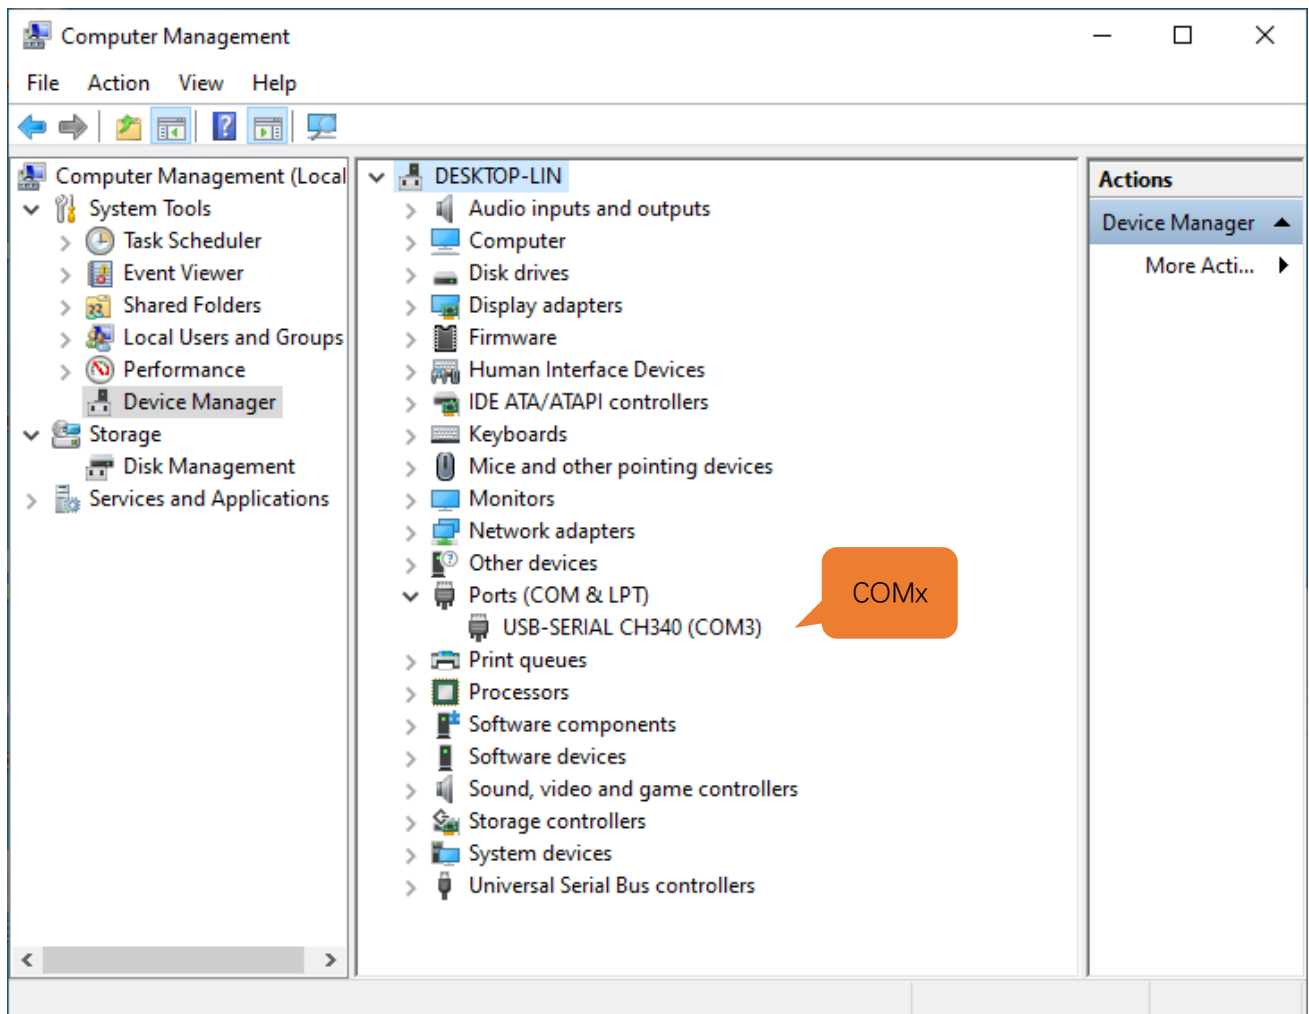 Computer Management
File Action View Help
Computer Management (Local
System Tools
Task Scheduler
Event Viewer
Shared Folders
Local Users and Groups
Performance
Device Manager
Storage
Disk Management
Services and Applications
DESKTOP-LIN
Audio inputs and outputs
Computer
Disk drives
Display adapters
Firmware
Human Interface Devices
IDE ATA/ATAPI controllers
Keyboards
Mice and other pointing devices
Monitors
Network adapters
Other devices
Ports (COM & LPT)
USB-SERIAL CH340 (COM3)
COMx
Print queues
Processors
Software components
Software devices
Sound, video and game controllers
Storage controllers
System devices
Universal Serial Bus controllers
Actions
Device Manager
More Acti...